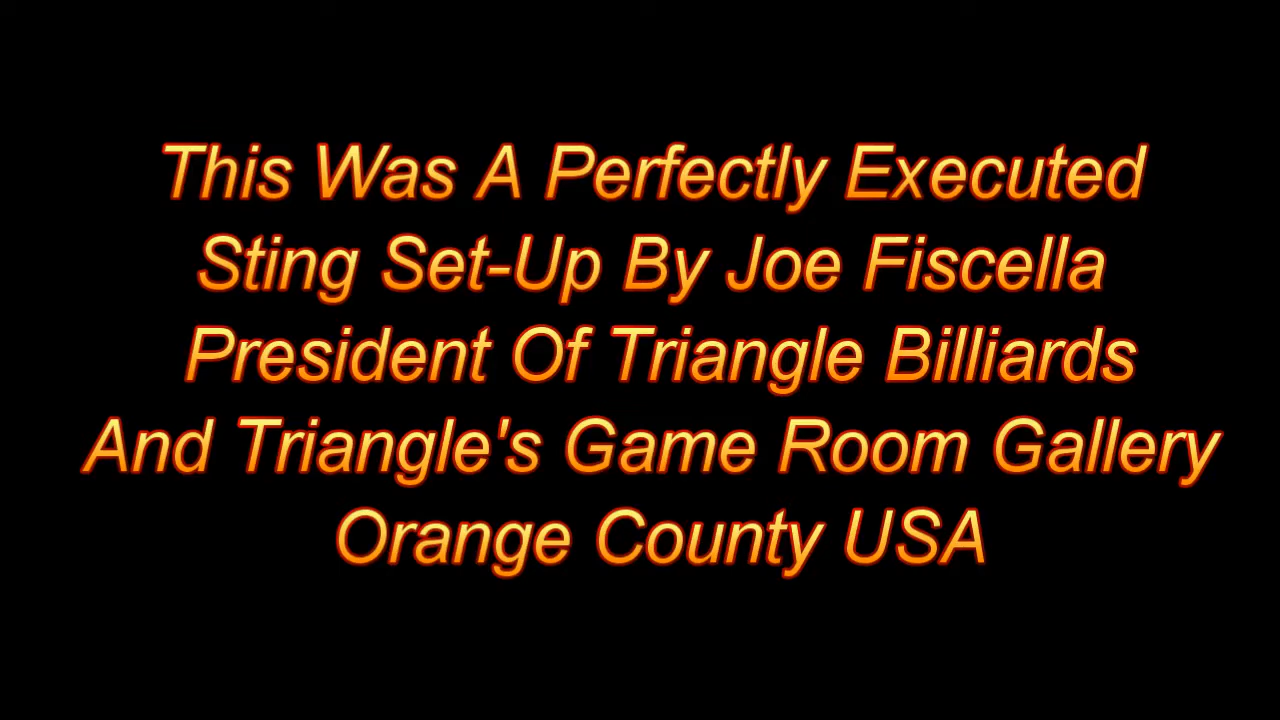 This Was A Perfectly Executed
Sting Set-Up By Joe Fiscella
President Of Triangle Billiards
And Triangle's Game Room Gallery
Orange County USA